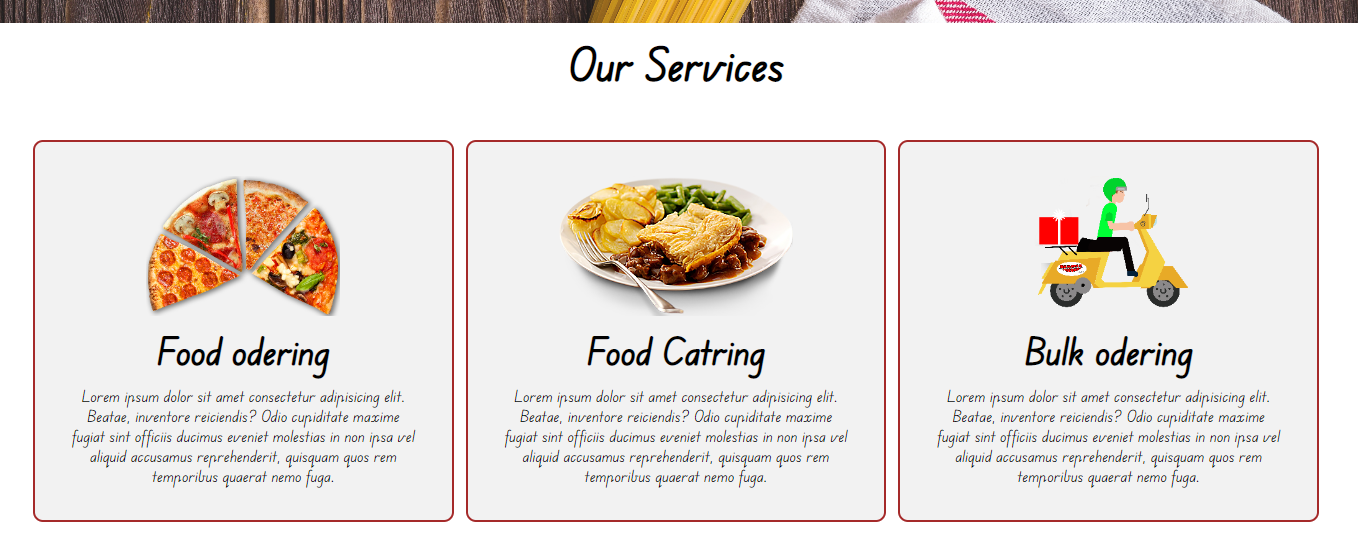 Our Services
Food odering
Lorem ipsum dolor sit amet consectetur adipisicing elit.
Beatae, inventore reiciendis? Odio cupiditate maxime
fugiat sint officiis ducimus eveniet molestias in non ipsa vel
aliquid accusamus reprehenderit, quisquam quos rem
temporibus quaerat nemo fuga.
Food Catring
Lorem ipsum dolor sit amet consectetur adipisicing elit.
Beatae, inventore reiciendis? Odio cupiditate maxime
fugiat sint officiis ducimus eveniet molestias in non ipsa vel
aliquid accusamus reprehenderit, quisquam quos rem
temporibus quaerat nemo fuga.
Bulk odering
Lorem ipsum dolor sit amet consectetur adipisicing elit.
Beatae, inventore reiciendis? Odio cupiditate maxime
fugiat sint officiis ducimus eveniet molestias in non ipsa vel
aliquid accusamus reprehenderit, quisquam quos rem
temporibus quaerat nemo fuga.